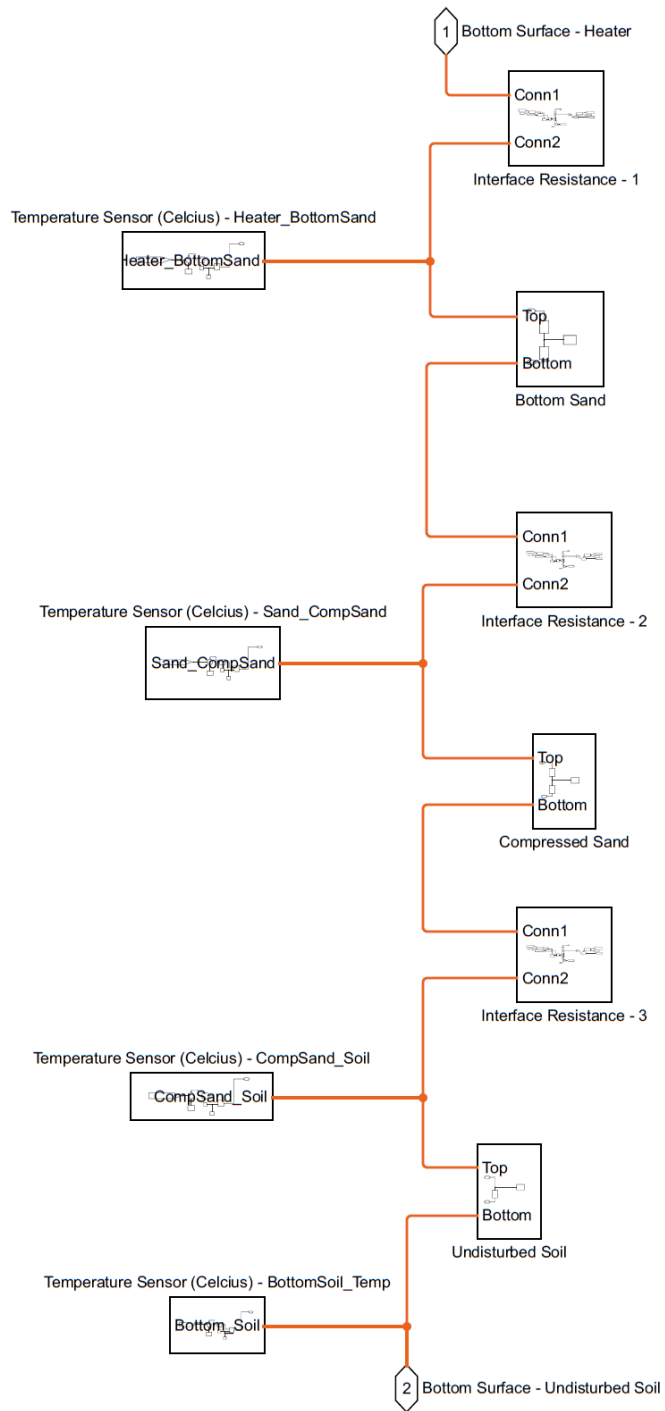 1
Bottom Surface - Heater
Conn1
Conn2
Interface Resistance - 1
Temperature Sensor (Celcius) - Heater_BottomSand
Heater_BottomSand
Top
Bottom
Bottom Sand
Conn1
Conn2
Interface Resistance - 2
Temperature Sensor (Celcius) - Sand_CompSand
Sand_CompSand
Top
Bottom
Compressed Sand
Conn1
Conn2
Interface Resistance - 3
Temperature Sensor (Celcius) - CompSand_Soil
CompSand_Soil
Top
Bottom
Undisturbed Soil
Temperature Sensor (Celcius) - BottomSoil_Temp
Bottom_Soil
2
Bottom Surface - Undisturbed Soil